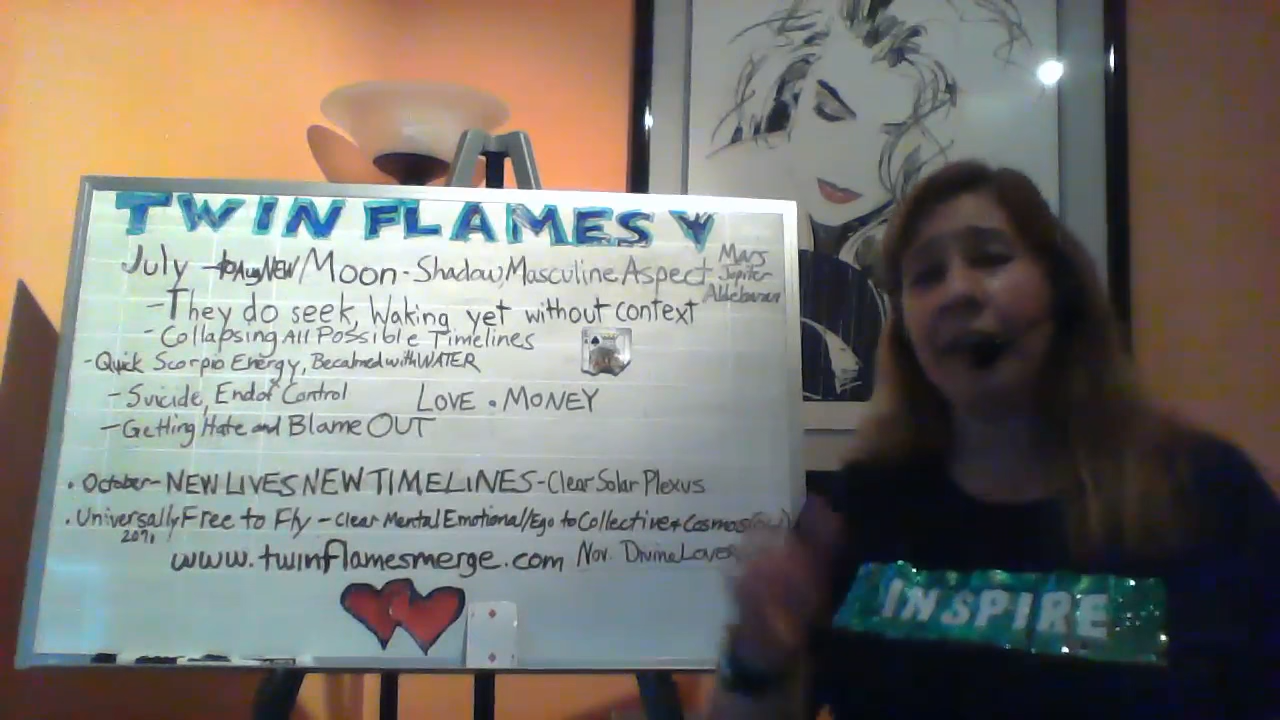 TWIN FLAMES
July to Aug NEW Moon - Shadow, Masculine Aspect
Mars
Jupiter
Aldebaran
- They do seek, Waking yet without context
- Collapsing All Possible Timelines
- Quick Scorpio Energy, Becalmed with WATER
- Suicide, End of Control
LOVE . MONEY
- Getting Hate and Blame OUT
• October - NEW LIVES NEW TIMELINES - Clear Solar Plexus
• Universally Free to Fly - Clear Mental Emotional/Ego to Collective + Cosmos
www.twinflamesmerge.com Nov. Divine Loves
INSPIRE